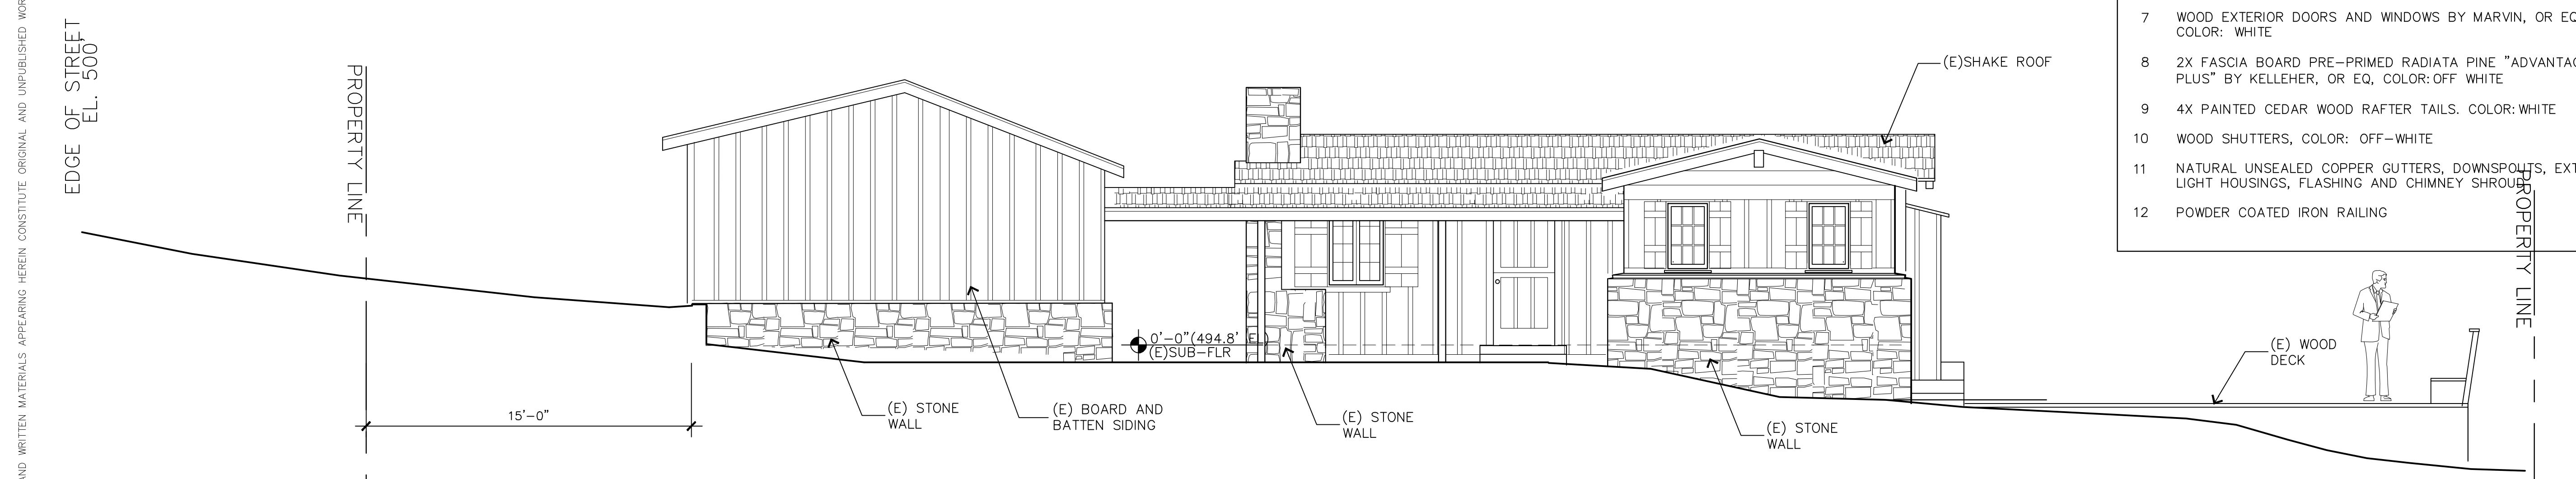 AND WRITTEN MATERIALS APPEARING HEREIN CONSTITUTE ORIGINAL AND UNPUBLISHED
EDGE OF STREET
EL. 500'
PROPERTY LINE
15'-0"
(E) STONE
WALL
(E) BOARD AND
BATTEN SIDING
0'-0"(494.8'
(E)SUB-FLR
(E) STONE
WALL
(E) STONE
WALL
(E)SHAKE ROOF
(E) WOOD
DECK
7 WOOD EXTERIOR DOORS AND WINDOWS BY MARVIN, OR
COLOR: WHITE
8 2X FASCIA BOARD PRE-PRIMED RADIATA PINE
PLUS" BY KELLEHER, OR EQ, COLOR:OFF WHITE
9 4X PAINTED CEDAR WOOD RAFTER TAILS. COLOR:WHITE
10 WOOD SHUTTERS, COLOR: OFF-WHITE
11 NATURAL UNSEALED COPPER GUTTERS, DOWNSPOUTS,
LIGHT HOUSINGS, FLASHING AND CHIMNEY SHROUD
12 POWDER COATED IRON RAILING
PROPERTY LINE